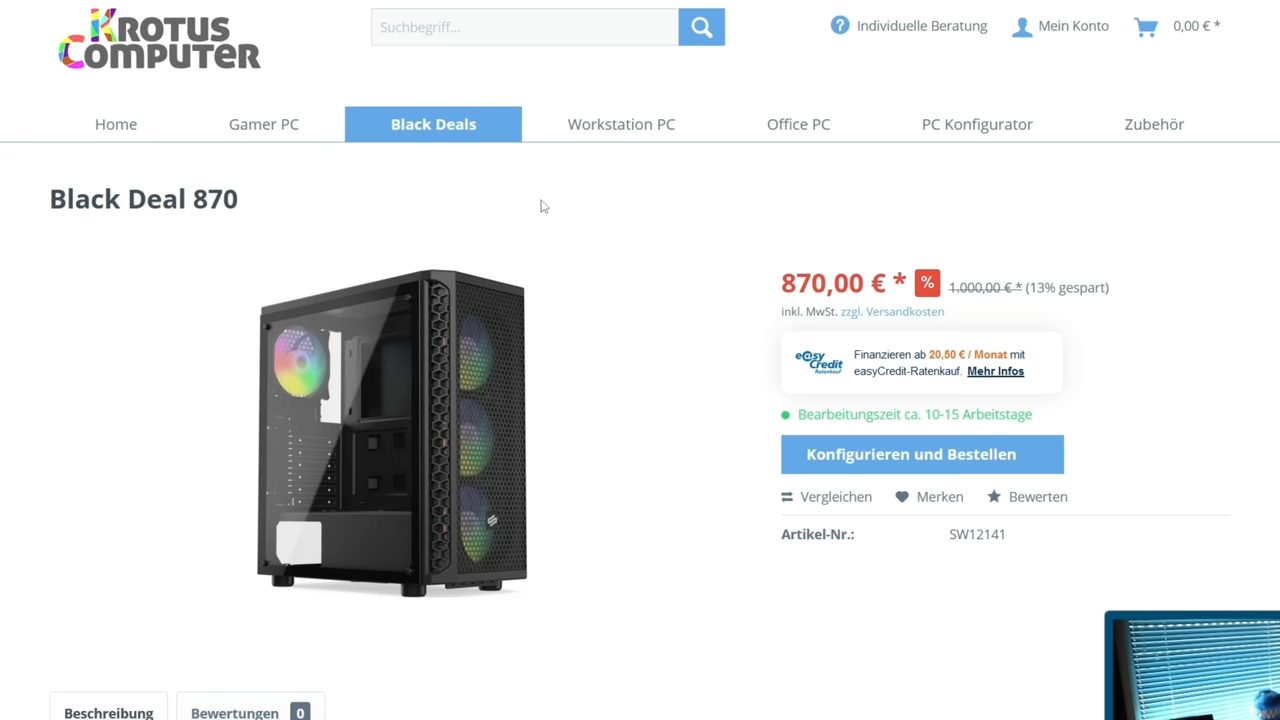 KROTUS
COMPUTER
Suchbegriff...
Individuelle Beratung
Mein Konto
0,00 € *
Home
Gamer PC
Black Deals
Workstation PC
Office PC
PC Konfigurator
Zubehör
Black Deal 870
870,00 € * % 1.000,00 € * (13% gespart)
inkl. MwSt. zzgl. Versandkosten
e@sy
Credit
Ratenkauf
Finanzieren ab 20,50 € / Monat mit
easyCredit-Ratenkauf. Mehr Infos
Bearbeitungszeit ca. 10-15 Arbeitstage
Konfigurieren und Bestellen
Vergleichen
Merken
Bewerten
Artikel-Nr.: SW12141
Beschreibung
Bewertungen 0